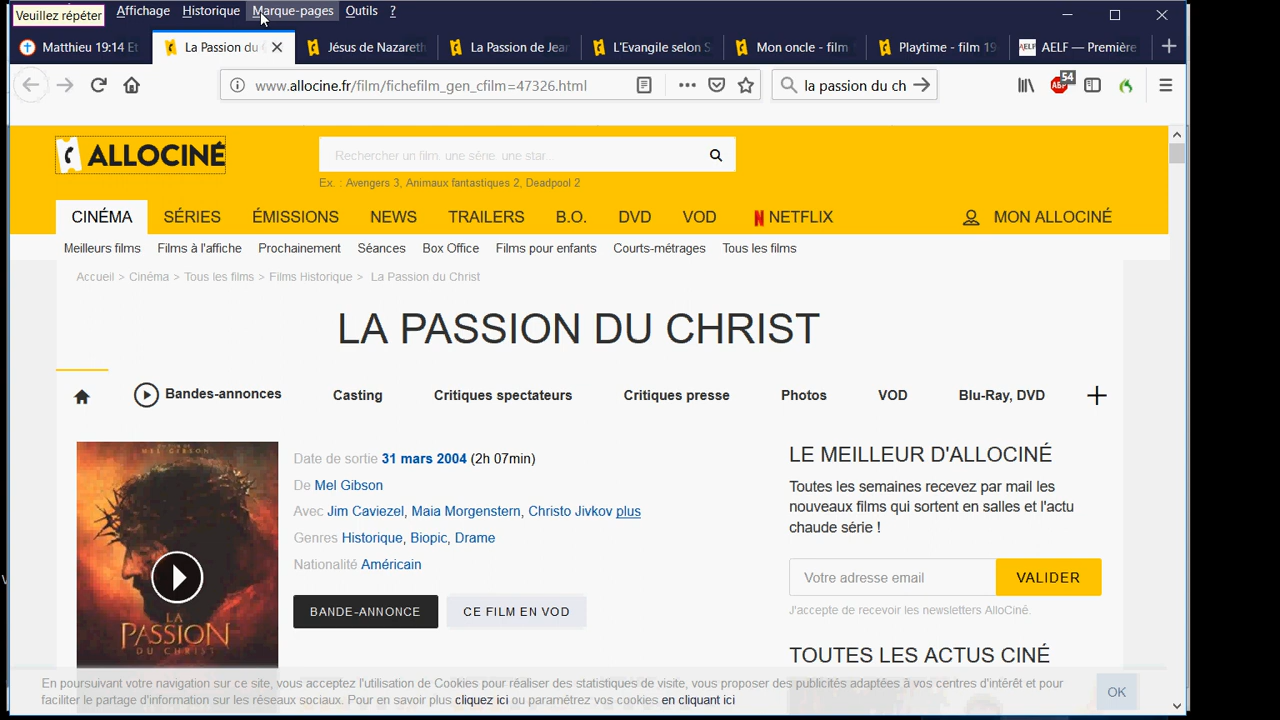 Veuillez répéter
Affichage Historique Marque-pages Outils ?
Matthieu 19:14 Et
La Passion du
Jésus de Nazareth
La Passion de Jean
L'Evangile selon S
Mon oncle - film
Playtime - film 19
AELF — Première
www.allocine.fr/film/fichefilm_gen_cfilm=47326.html
la passion du ch
54
ALLOCINÉ
Rechercher un film, une série, une star...
Ex. : Avengers 3, Animaux fantastiques 2, Deadpool 2
CINÉMA SÉRIES ÉMISSIONS NEWS TRAILERS B.O. DVD VOD NETFLIX MON ALLOCINÉ
Meilleurs films Films à l'affiche Prochainement Séances Box Office Films pour enfants Courts-métrages Tous les films
Accueil > Cinéma > Tous les films > Films Historique > La Passion du Christ
LA PASSION DU CHRIST
Bandes-annonces Casting Critiques spectateurs Critiques presse Photos VOD Blu-Ray, DVD
MEL GIBSON
LA
PASSION
DU CHRIST
Date de sortie 31 mars 2004 (2h 07min)
De Mel Gibson
Avec Jim Caviezel, Maia Morgenstern, Christo Jivkov plus
Genres Historique, Biopic, Drame
Nationalité Américain
BANDE-ANNONCE CE FILM EN VOD
LE MEILLEUR D'ALLOCINÉ
Toutes les semaines recevez par mail les
nouveaux films qui sortent en salles et l'actu
chaude série !
Votre adresse email VALIDER
J'accepte de recevoir les newsletters AlloCiné.
TOUTES LES ACTUS CINÉ
En poursuivant votre navigation sur ce site, vous acceptez l'utilisation de Cookies pour réaliser des statistiques de visite, vous proposer des publicités adaptées à vos centres d'intérêt et pour
faciliter le partage d'information sur les réseaux sociaux. Pour en savoir plus cliquez ici ou paramétrez vos cookies en cliquant ici
OK